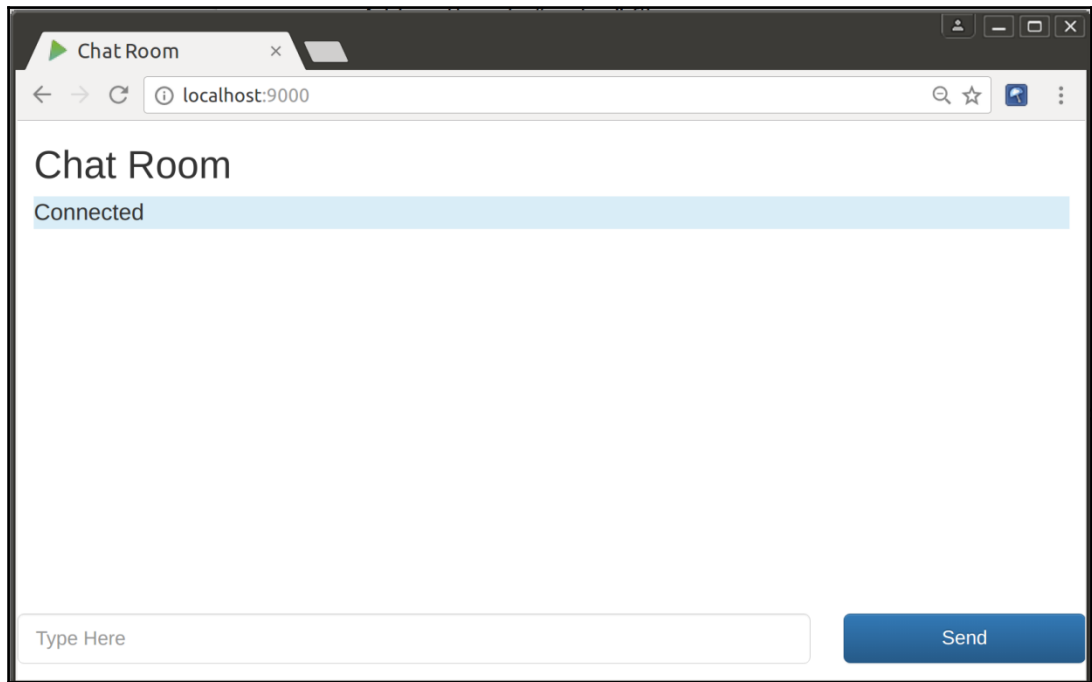 Chat Room
localhost:9000
Chat Room
Connected
Type Here
Send